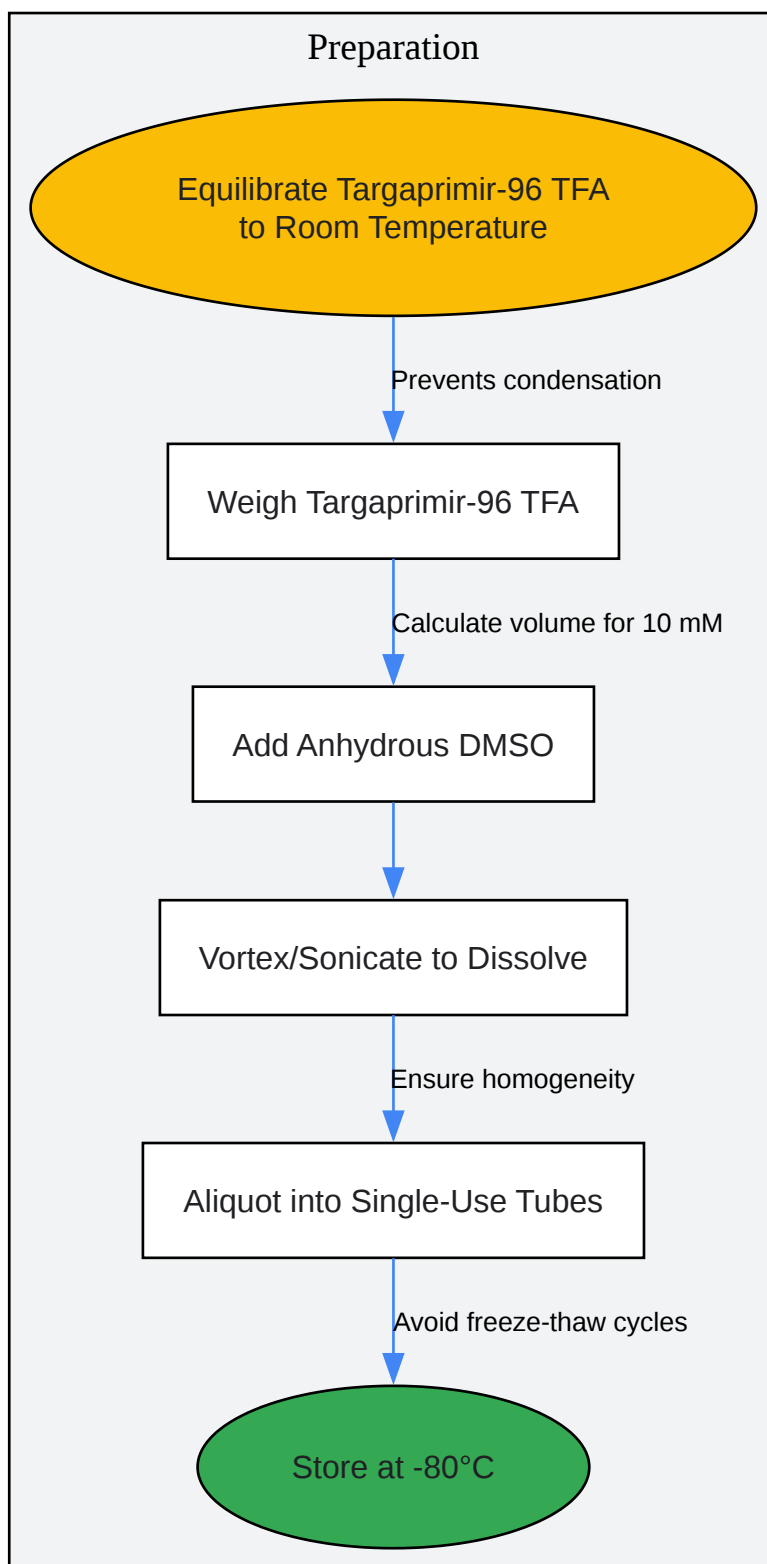 Preparation
Equilibrate Targaprimir-96 TFA
to Room Temperature
Prevents condensation
Weigh Targaprimir-96 TFA
Calculate volume for 10 mM
Add Anhydrous DMSO
Vortex/Sonicate to Dissolve
Ensure homogeneity
Aliquot into Single-Use Tubes
Avoid freeze-thaw cycles
Store at -80°C